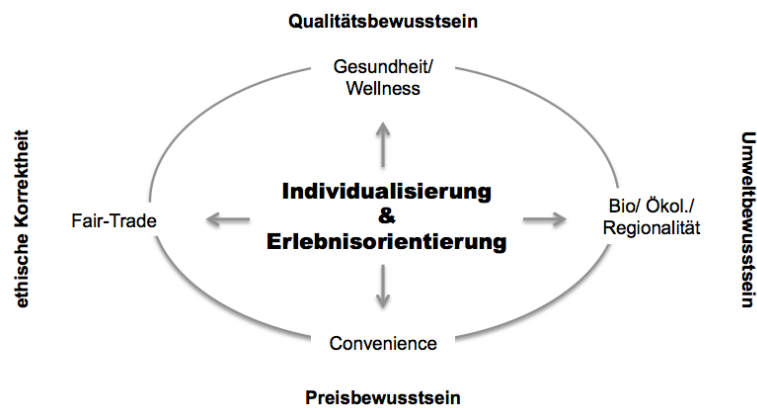 Qualitätsbewusstsein
Gesundheit/
Wellness
ethische Korrektheit
Fair-Trade
Individualisierung
&
Erlebnisorientierung
Bio/ Ökol./
Regionalität
Umweltbewusstsein
Convenience
Preisbewusstsein